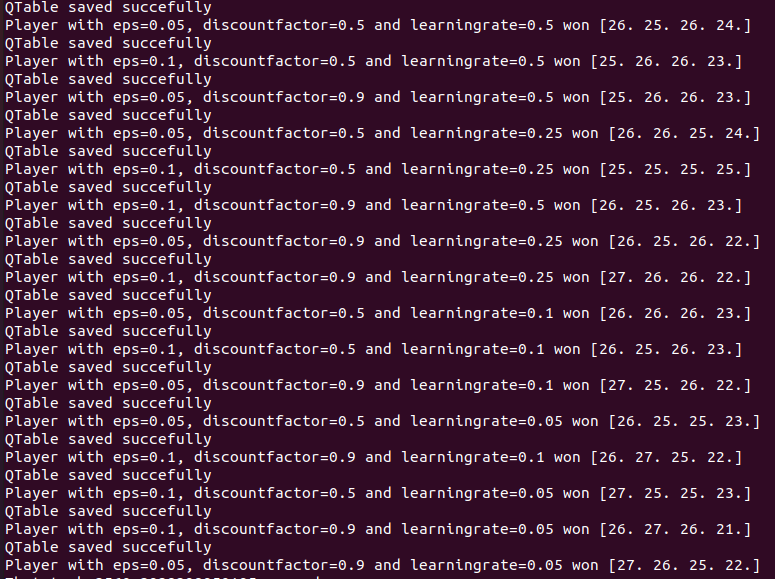 QTable saved succefully
Player with eps=0.05, discountfactor=0.5 and learningrate=0.5 won [26. 25. 26. 24.]
QTable saved succefully
Player with eps=0.1, discountfactor=0.5 and learningrate=0.5 won [25. 26. 26. 23.]
QTable saved succefully
Player with eps=0.05, discountfactor=0.9 and learningrate=0.5 won [25. 26. 26. 23.]
QTable saved succefully
Player with eps=0.05, discountfactor=0.5 and learningrate=0.25 won [26. 26. 25. 24.]
QTable saved succefully
Player with eps=0.1, discountfactor=0.5 and learningrate=0.25 won [25. 25. 25. 25.]
QTable saved succefully
Player with eps=0.1, discountfactor=0.9 and learningrate=0.5 won [26. 25. 26. 23.]
QTable saved succefully
Player with eps=0.05, discountfactor=0.9 and learningrate=0.25 won [26. 25. 26. 22.]
QTable saved succefully
Player with eps=0.1, discountfactor=0.9 and learningrate=0.25 won [27. 26. 26. 22.]
QTable saved succefully
Player with eps=0.05, discountfactor=0.5 and learningrate=0.1 won [26. 26. 26. 23.]
QTable saved succefully
Player with eps=0.1, discountfactor=0.5 and learningrate=0.1 won [26. 25. 26. 23.]
QTable saved succefully
Player with eps=0.05, discountfactor=0.9 and learningrate=0.1 won [27. 25. 26. 22.]
QTable saved succefully
Player with eps=0.05, discountfactor=0.5 and learningrate=0.05 won [26. 25. 25. 23.]
QTable saved succefully
Player with eps=0.1, discountfactor=0.9 and learningrate=0.1 won [26. 27. 25. 22.]
QTable saved succefully
Player with eps=0.1, discountfactor=0.5 and learningrate=0.05 won [27. 25. 25. 23.]
QTable saved succefully
Player with eps=0.1, discountfactor=0.9 and learningrate=0.05 won [26. 27. 26. 21.]
QTable saved succefully
Player with eps=0.05, discountfactor=0.9 and learningrate=0.05 won [27. 26. 25. 22.]